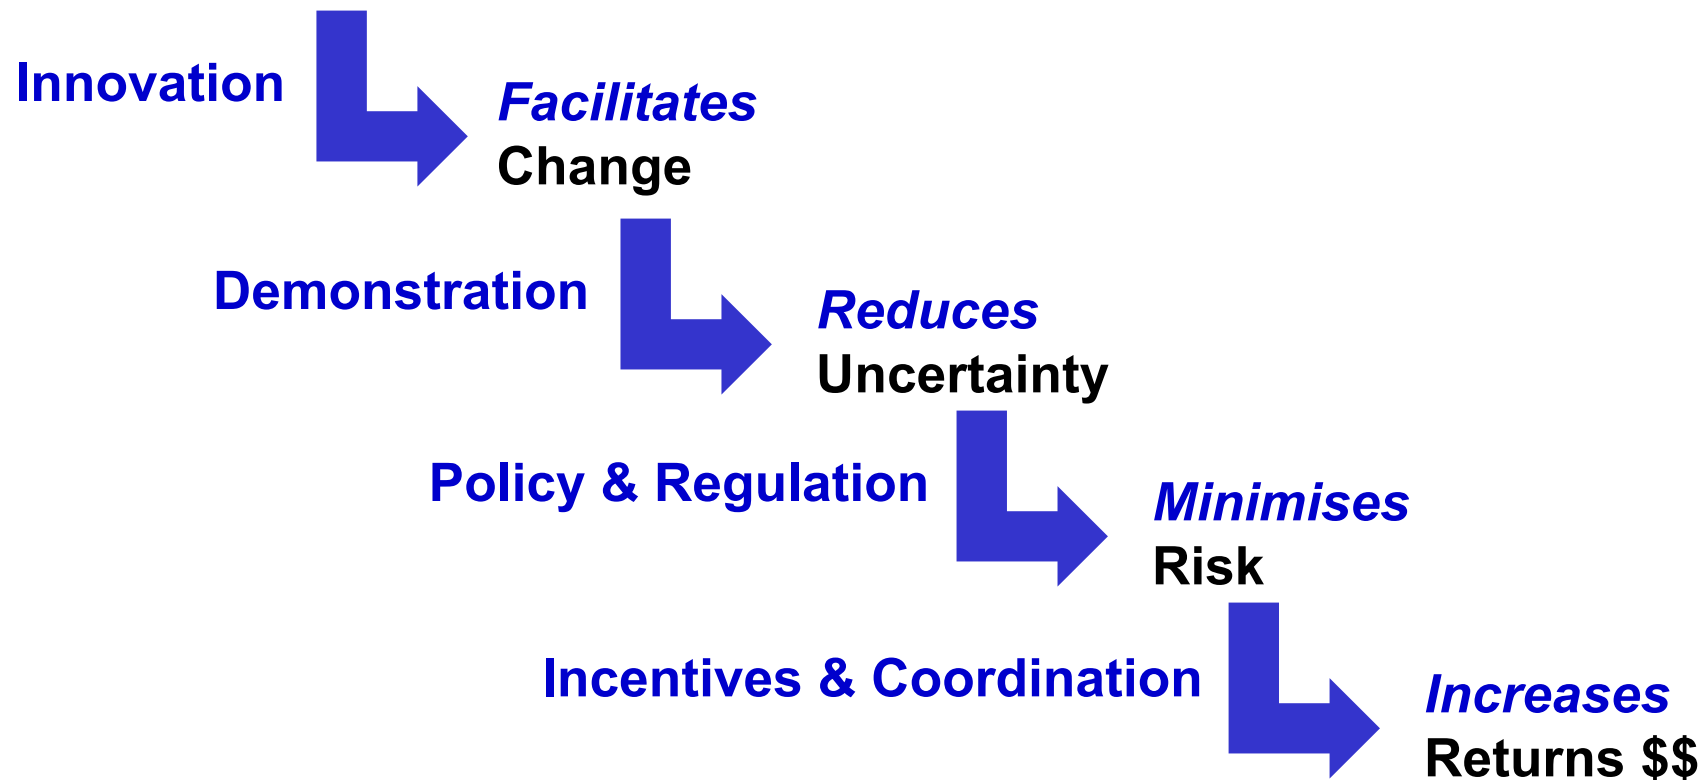 Innovation
Facilitates
Change
Demonstration
Reduces
Uncertainty
Policy & Regulation
Minimises
Risk
Incentives & Coordination
Increases
Returns $$